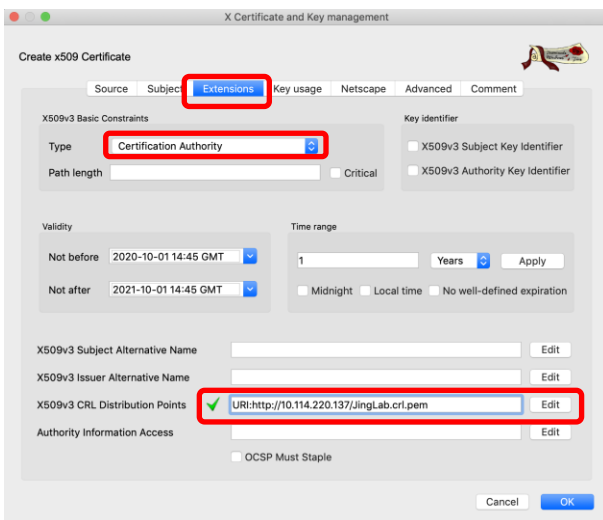 X Certificate and Key management
Create x509 Certificate
Source Subject Extensions Key usage Netscape Advanced Comment
X509v3 Basic Constraints
Key identifier
Type Certification Authority
X509v3 Subject Key Identifier
Path length Critical
X509v3 Authority Key Identifier
Validity
Time range
Not before 2020-10-01 14:45 GMT
1 Years Apply
Not after 2021-10-01 14:45 GMT
Midnight Local time No well-defined expiration
X509v3 Subject Alternative Name Edit
X509v3 Issuer Alternative Name Edit
X509v3 CRL Distribution Points URI:http://10.114.220.137/JingLab.crl.pem Edit
Authority Information Access Edit
OCSP Must Staple
Cancel OK